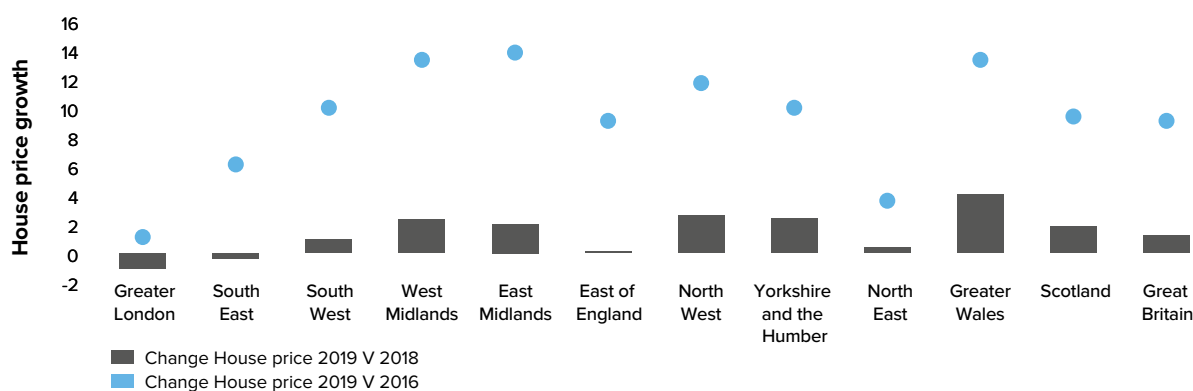 House price growth
16
14
12
10
8
6
4
2
0
-2
Greater
London
South
East
South
West
West
Midlands
East
Midlands
East of
England
North
West
Yorkshire
and the
Humber
North
East
Greater
Wales
Scotland
Great
Britain
Change House price 2019 V 2018
Change House price 2019 V 2016